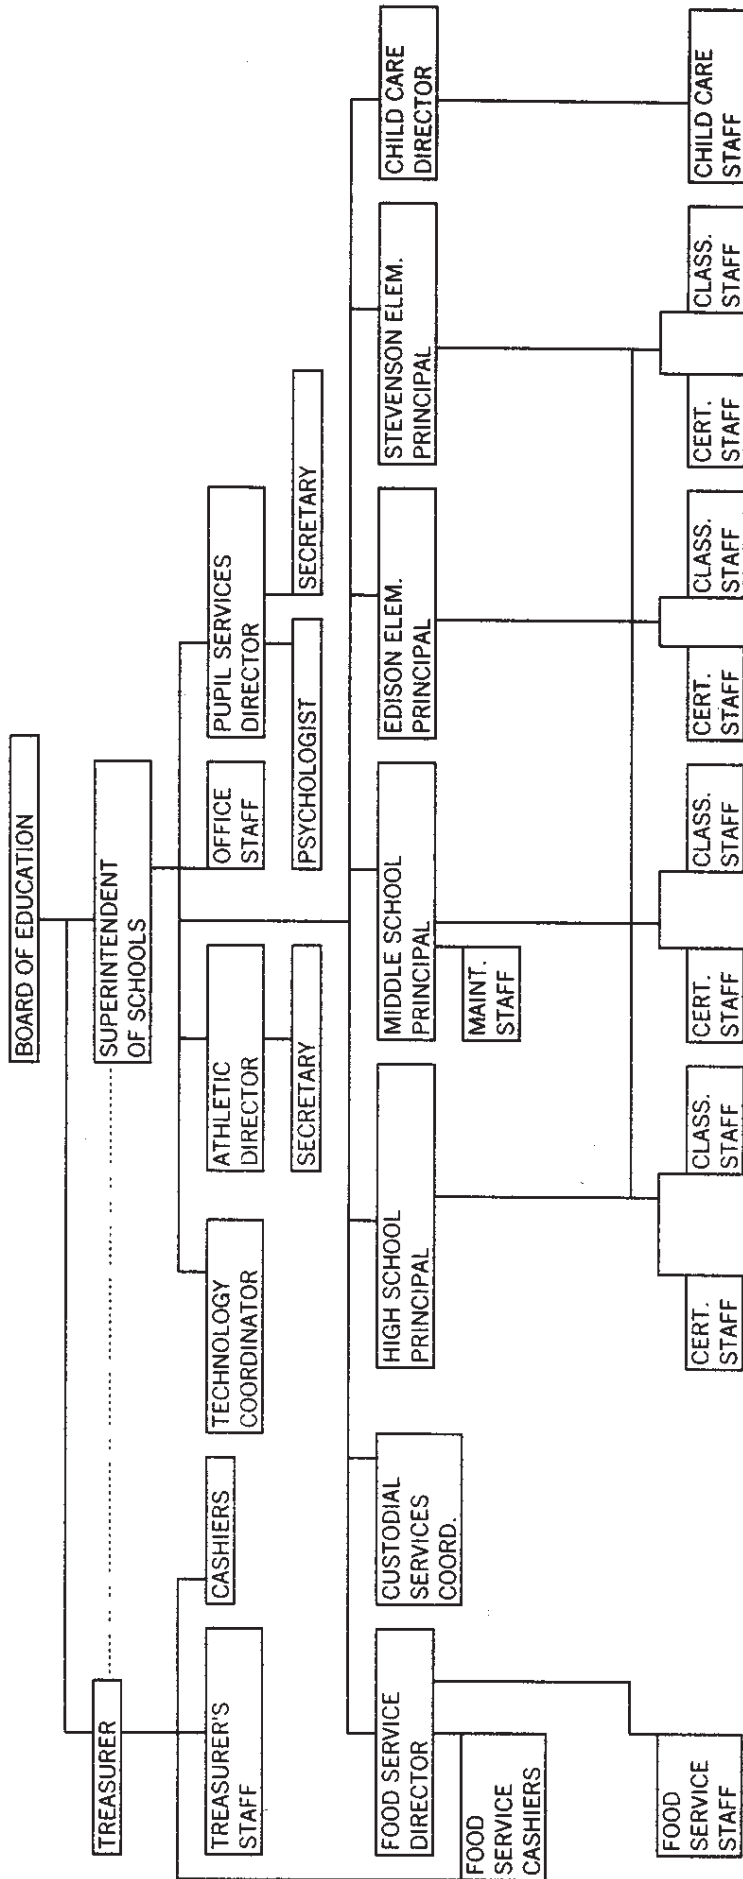 BOARD OF EDUCATION
TREASURER
SUPERINTENDENT
OF SCHOOLS
TREASURER'S
STAFF
CASHIERS
TECHNOLOGY
COORDINATOR
ATHLETIC
DIRECTOR
OFFICE
STAFF
PUPIL SERVICES
DIRECTOR
SECRETARY
PSYCHOLOGIST
SECRETARY
FOOD SERVICE
DIRECTOR
CUSTODIAL
SERVICES
COORD.
HIGH SCHOOL
PRINCIPAL
MIDDLE SCHOOL
PRINCIPAL
EDISON ELEM.
PRINCIPAL
STEVENSON ELEM.
PRINCIPAL
CHILD CARE
DIRECTOR
FOOD
SERVICE
CASHIERS
MAINT.
STAFF
FOOD
SERVICE
STAFF
CERT.
STAFF
CLASS.
STAFF
CERT.
STAFF
CLASS.
STAFF
CERT.
STAFF
CLASS.
STAFF
CERT.
STAFF
CLASS.
STAFF
CHILD CARE
STAFF